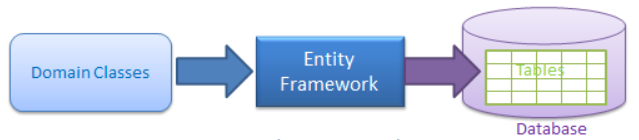 Domain Classes
Entity
Framework
Tables
Database